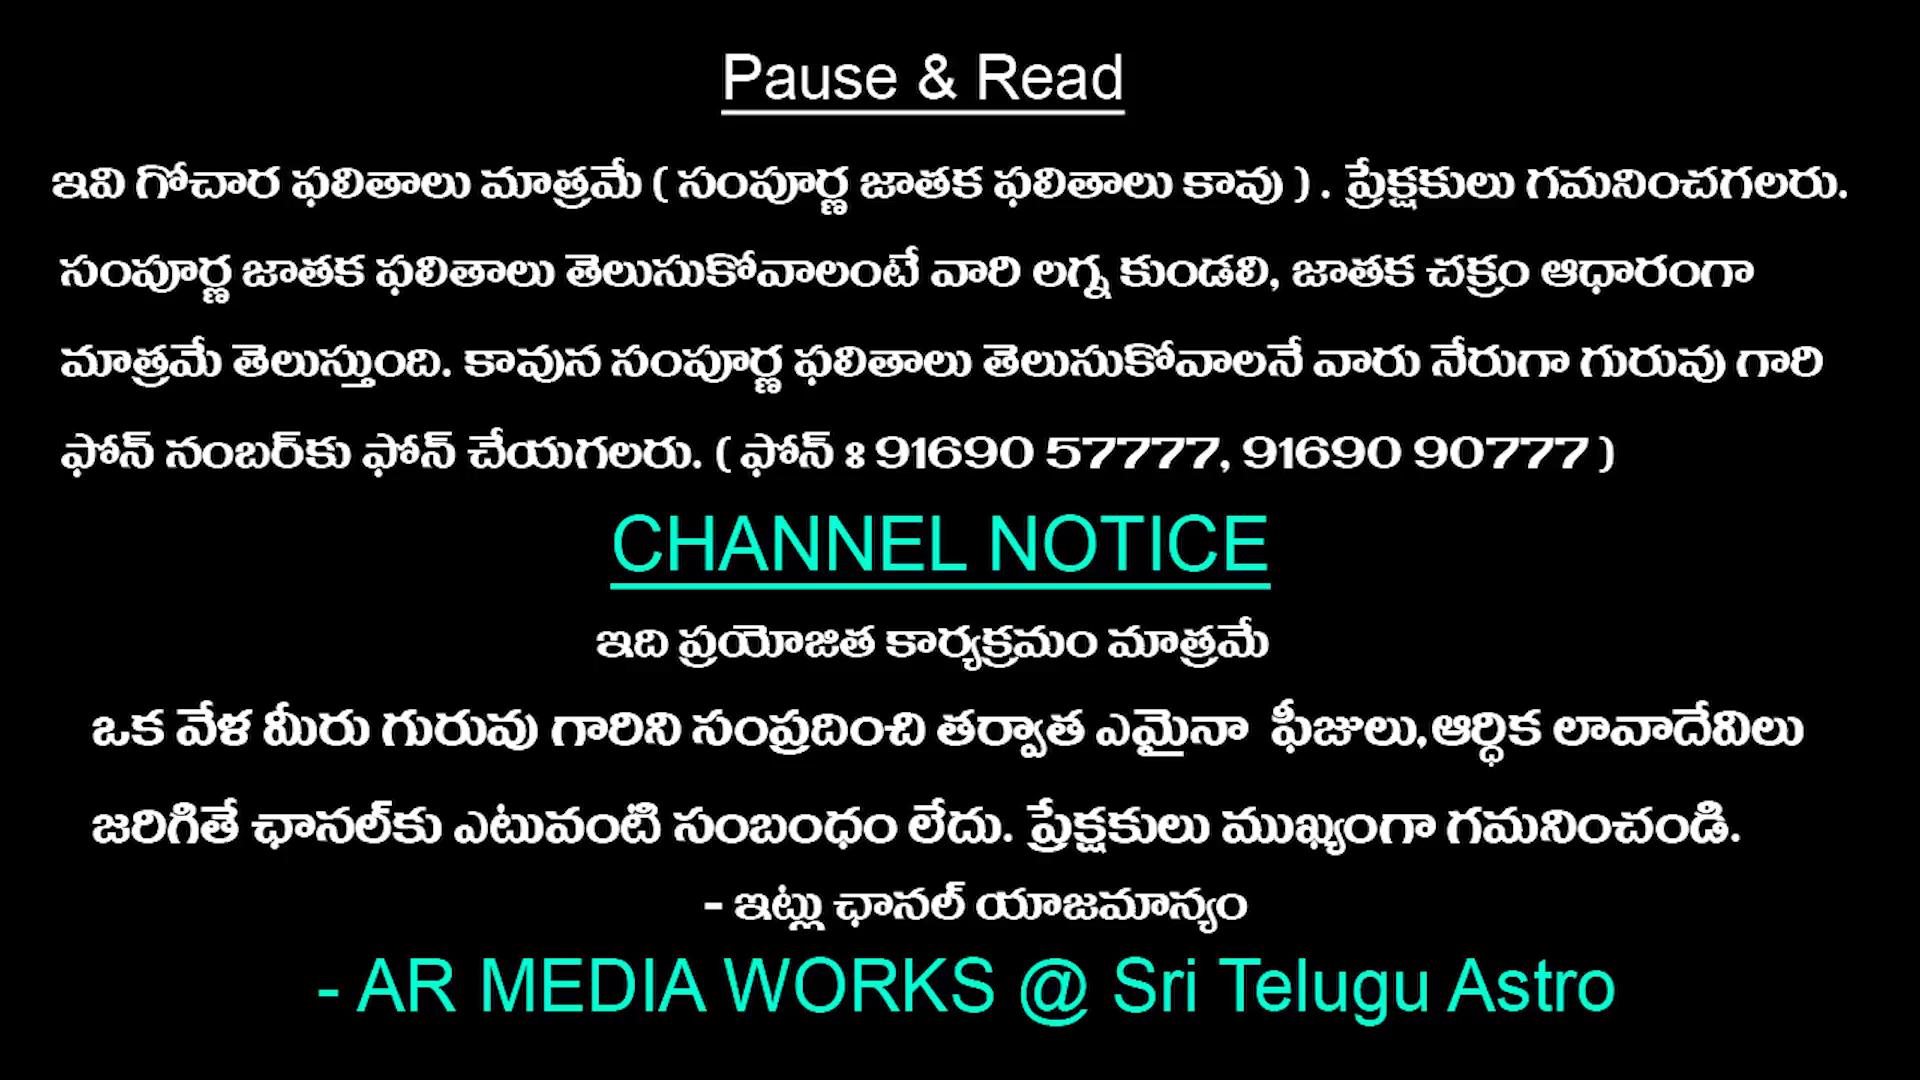 Pause & Read
ఇవి గోచార ఫలితాలు మాత్రమే ( సంపూర్ణ జాతక ఫలితాలు కావు ) . ప్రేక్షకులు గమనించగలరు.
సంపూర్ణ జాతక ఫలితాలు తెలుసుకోవాలంటే వారి లగ్న కుండలి, జాతక చక్రం ఆధారంగా
మాత్రమే తెలుస్తుంది. కావున సంపూర్ణ ఫలితాలు తెలుసుకోవాలనే వారు నేరుగా గురువు గారి
ఫోన్ నంబర్‌కు ఫోన్ చేయగలరు. ( ఫోన్ ః 91690 57777, 91690 90777 )
CHANNEL NOTICE
ఇది ప్రయోజిత కార్యక్రమం మాత్రమే
ఒక వేళ మీరు గురువు గారిని సంప్రదించి తర్వాత ఎమైనా ఫీజులు,ఆర్ధిక లావాదేవిలు
జరిగితే ఛానల్‌కు ఎటువంటి సంబంధం లేదు. ప్రేక్షకులు ముఖ్యంగా గమనించండి.
- ఇట్లు ఛానల్ యాజమాన్యం
- AR MEDIA WORKS @ Sri Telugu Astro